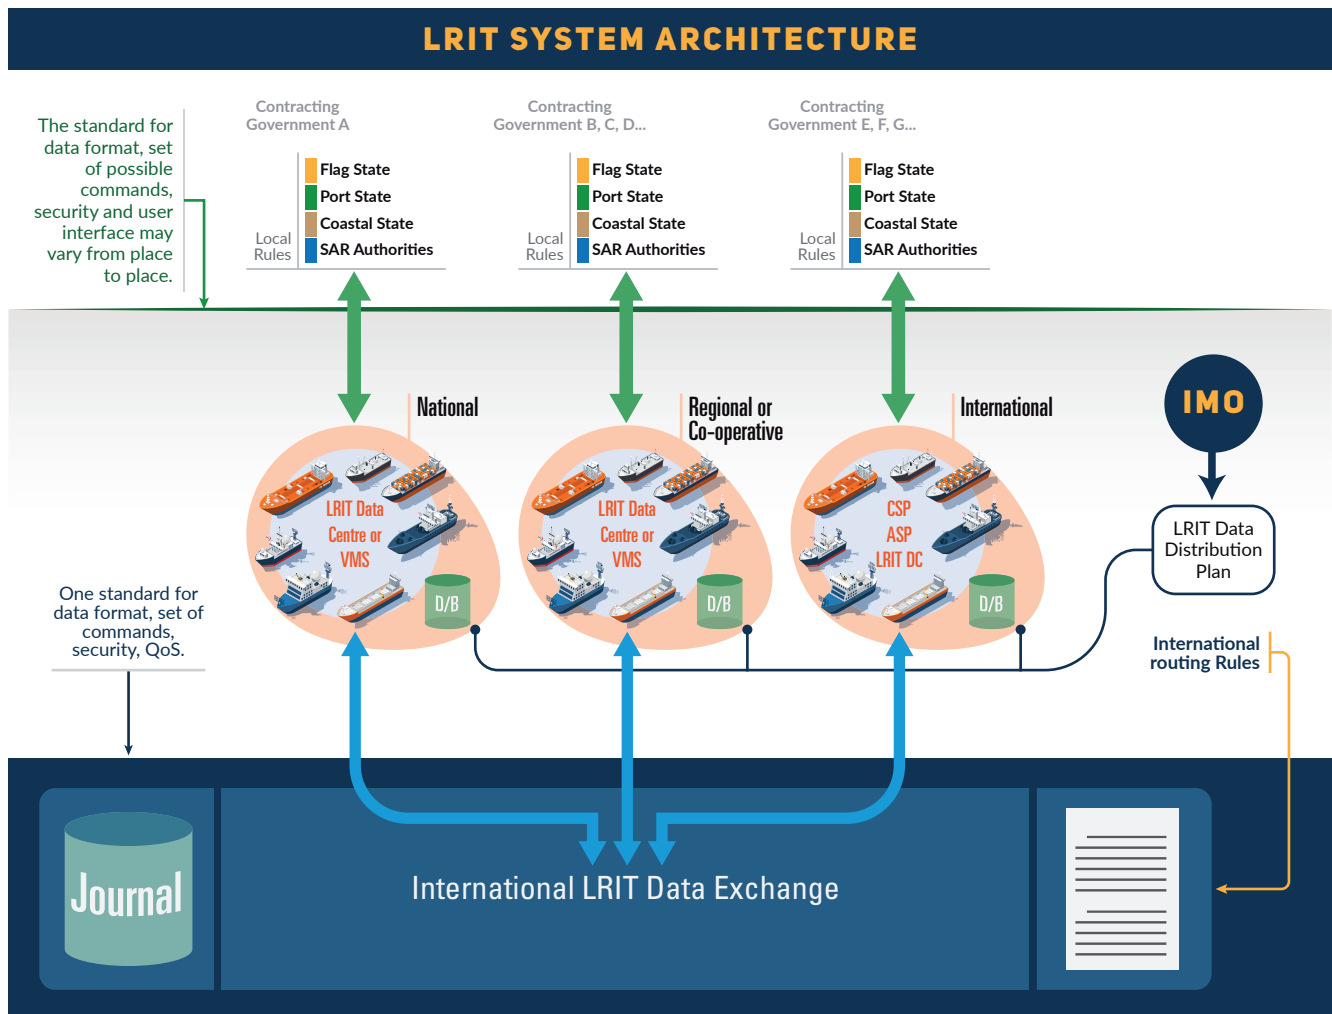 LRIT SYSTEM ARCHITECTURE
The standard for
data format, set
of possible
commands,
security and user
interface may
vary from place
to place.
Contracting
Government A
Flag State
Port State
Coastal State
SAR Authorities
Local
Rules
Contracting
Government B, C, D...
Flag State
Port State
Coastal State
SAR Authorities
Local
Rules
Contracting
Government E, F, G...
Flag State
Port State
Coastal State
SAR Authorities
Local
Rules
National
LRIT Data
Centre or
VMS
D/B
Regional or
Co-operative
LRIT Data
Centre or
VMS
D/B
International
CSP
ASP
LRIT DC
D/B
IMO
LRIT Data
Distribution
Plan
One standard for
data format, set of
commands,
security, QoS.
International
routing Rules
Journal
International LRIT Data Exchange